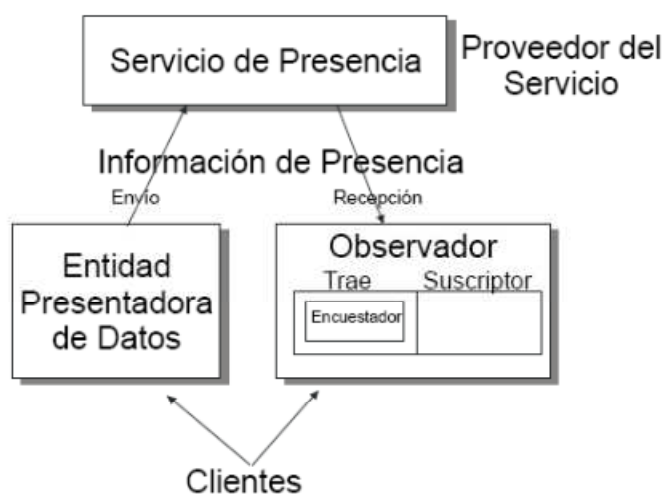 Servicio de Presencia
Proveedor del
Servicio
Información de Presencia
Envío
Recepción
Entidad
Presentadora
de Datos
Observador
Trae
Suscriptor
Encuestador
Clientes